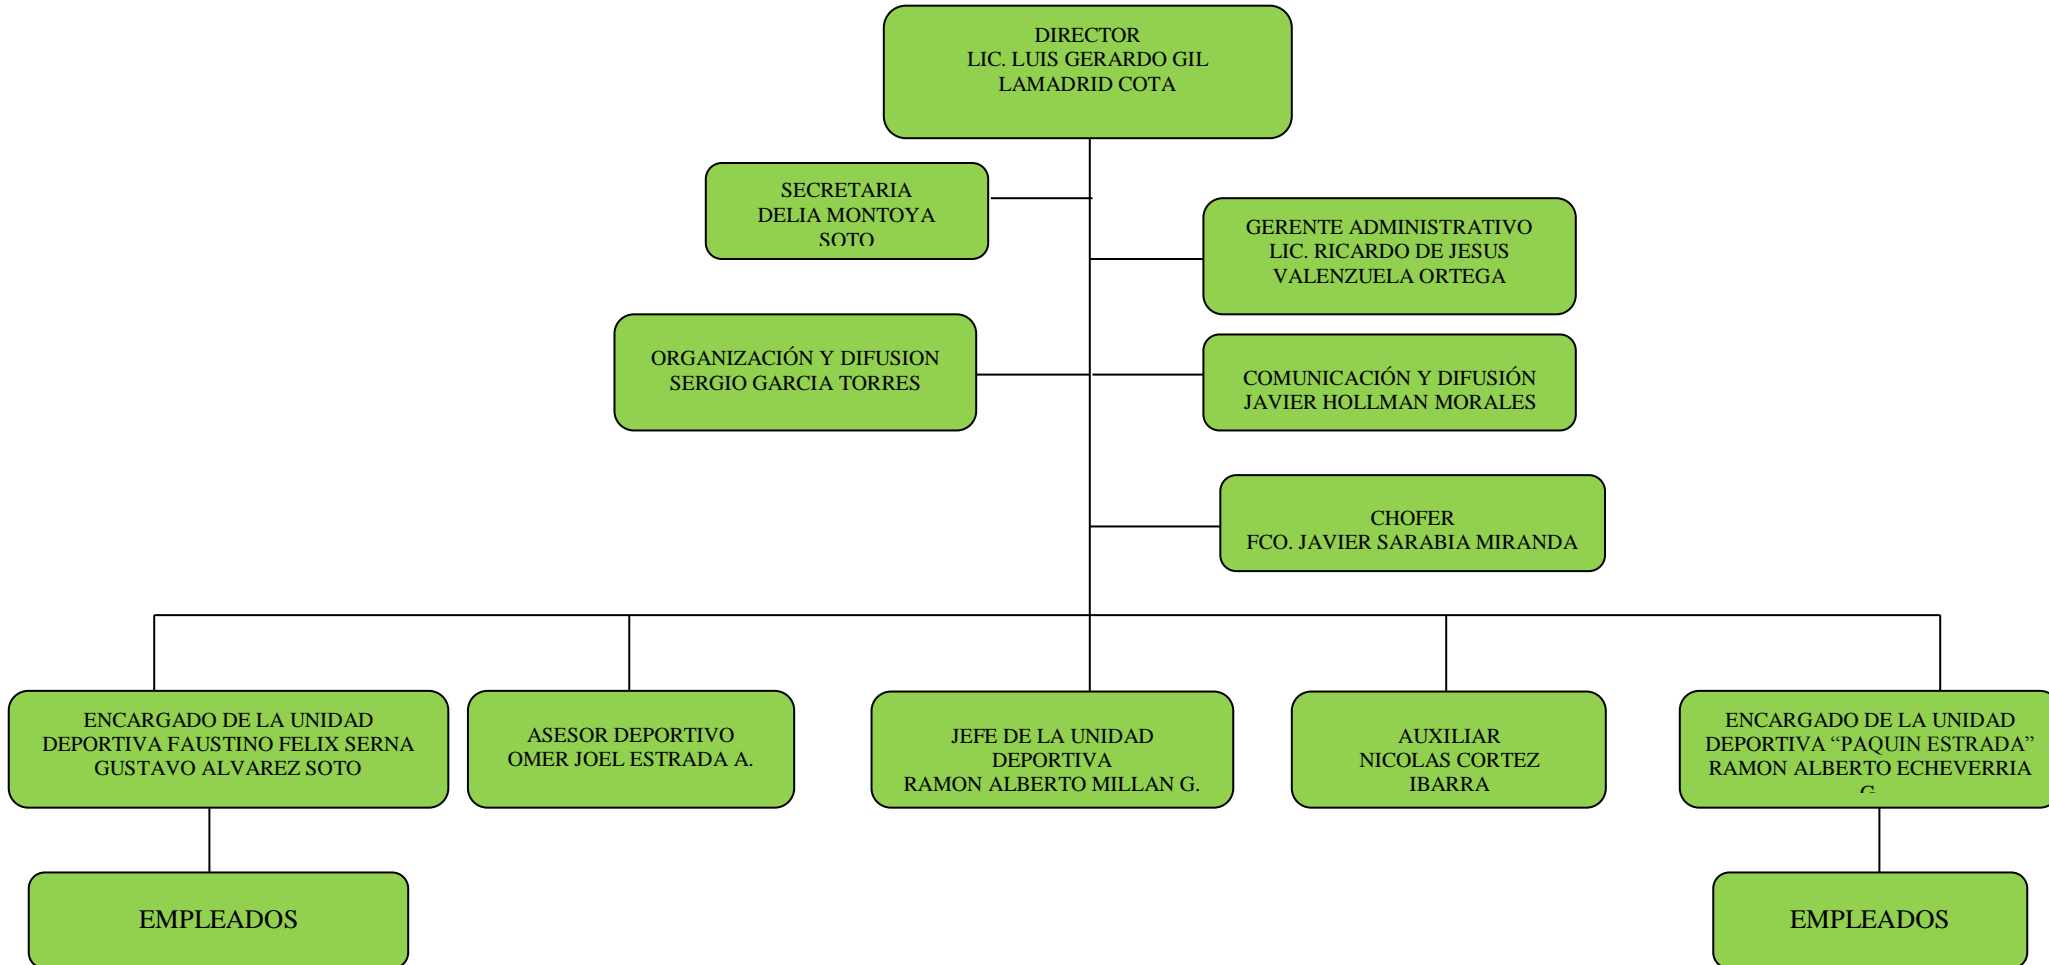 DIRECTOR
LIC. LUIS GERARDO GIL
LAMADRID COTA
SECRETARIA
DELIA MONTOYA
SOTO
GERENTE ADMINISTRATIVO
LIC. RICARDO DE JESUS
VALENZUELA ORTEGA
ORGANIZACIÓN Y DIFUSION
SERGIO GARCIA TORRES
COMUNICACIÓN Y DIFUSIÓN
JAVIER HOLLMAN MORALES
CHOFER
FCO. JAVIER SARABIA MIRANDA
ENCARGADO DE LA UNIDAD
DEPORTIVA FAUSTINO FELIX SERNA
GUSTAVO ALVAREZ SOTO
ASESOR DEPORTIVO
OMER JOEL ESTRADA A.
JEFE DE LA UNIDAD
DEPORTIVA
RAMON ALBERTO MILLAN G.
AUXILIAR
NICOLAS CORTEZ
IBARRA
ENCARGADO DE LA UNIDAD
DEPORTIVA “PAQUIN ESTRADA”
RAMON ALBERTO ECHEVERRIA
EMPLEADOS
EMPLEADOS